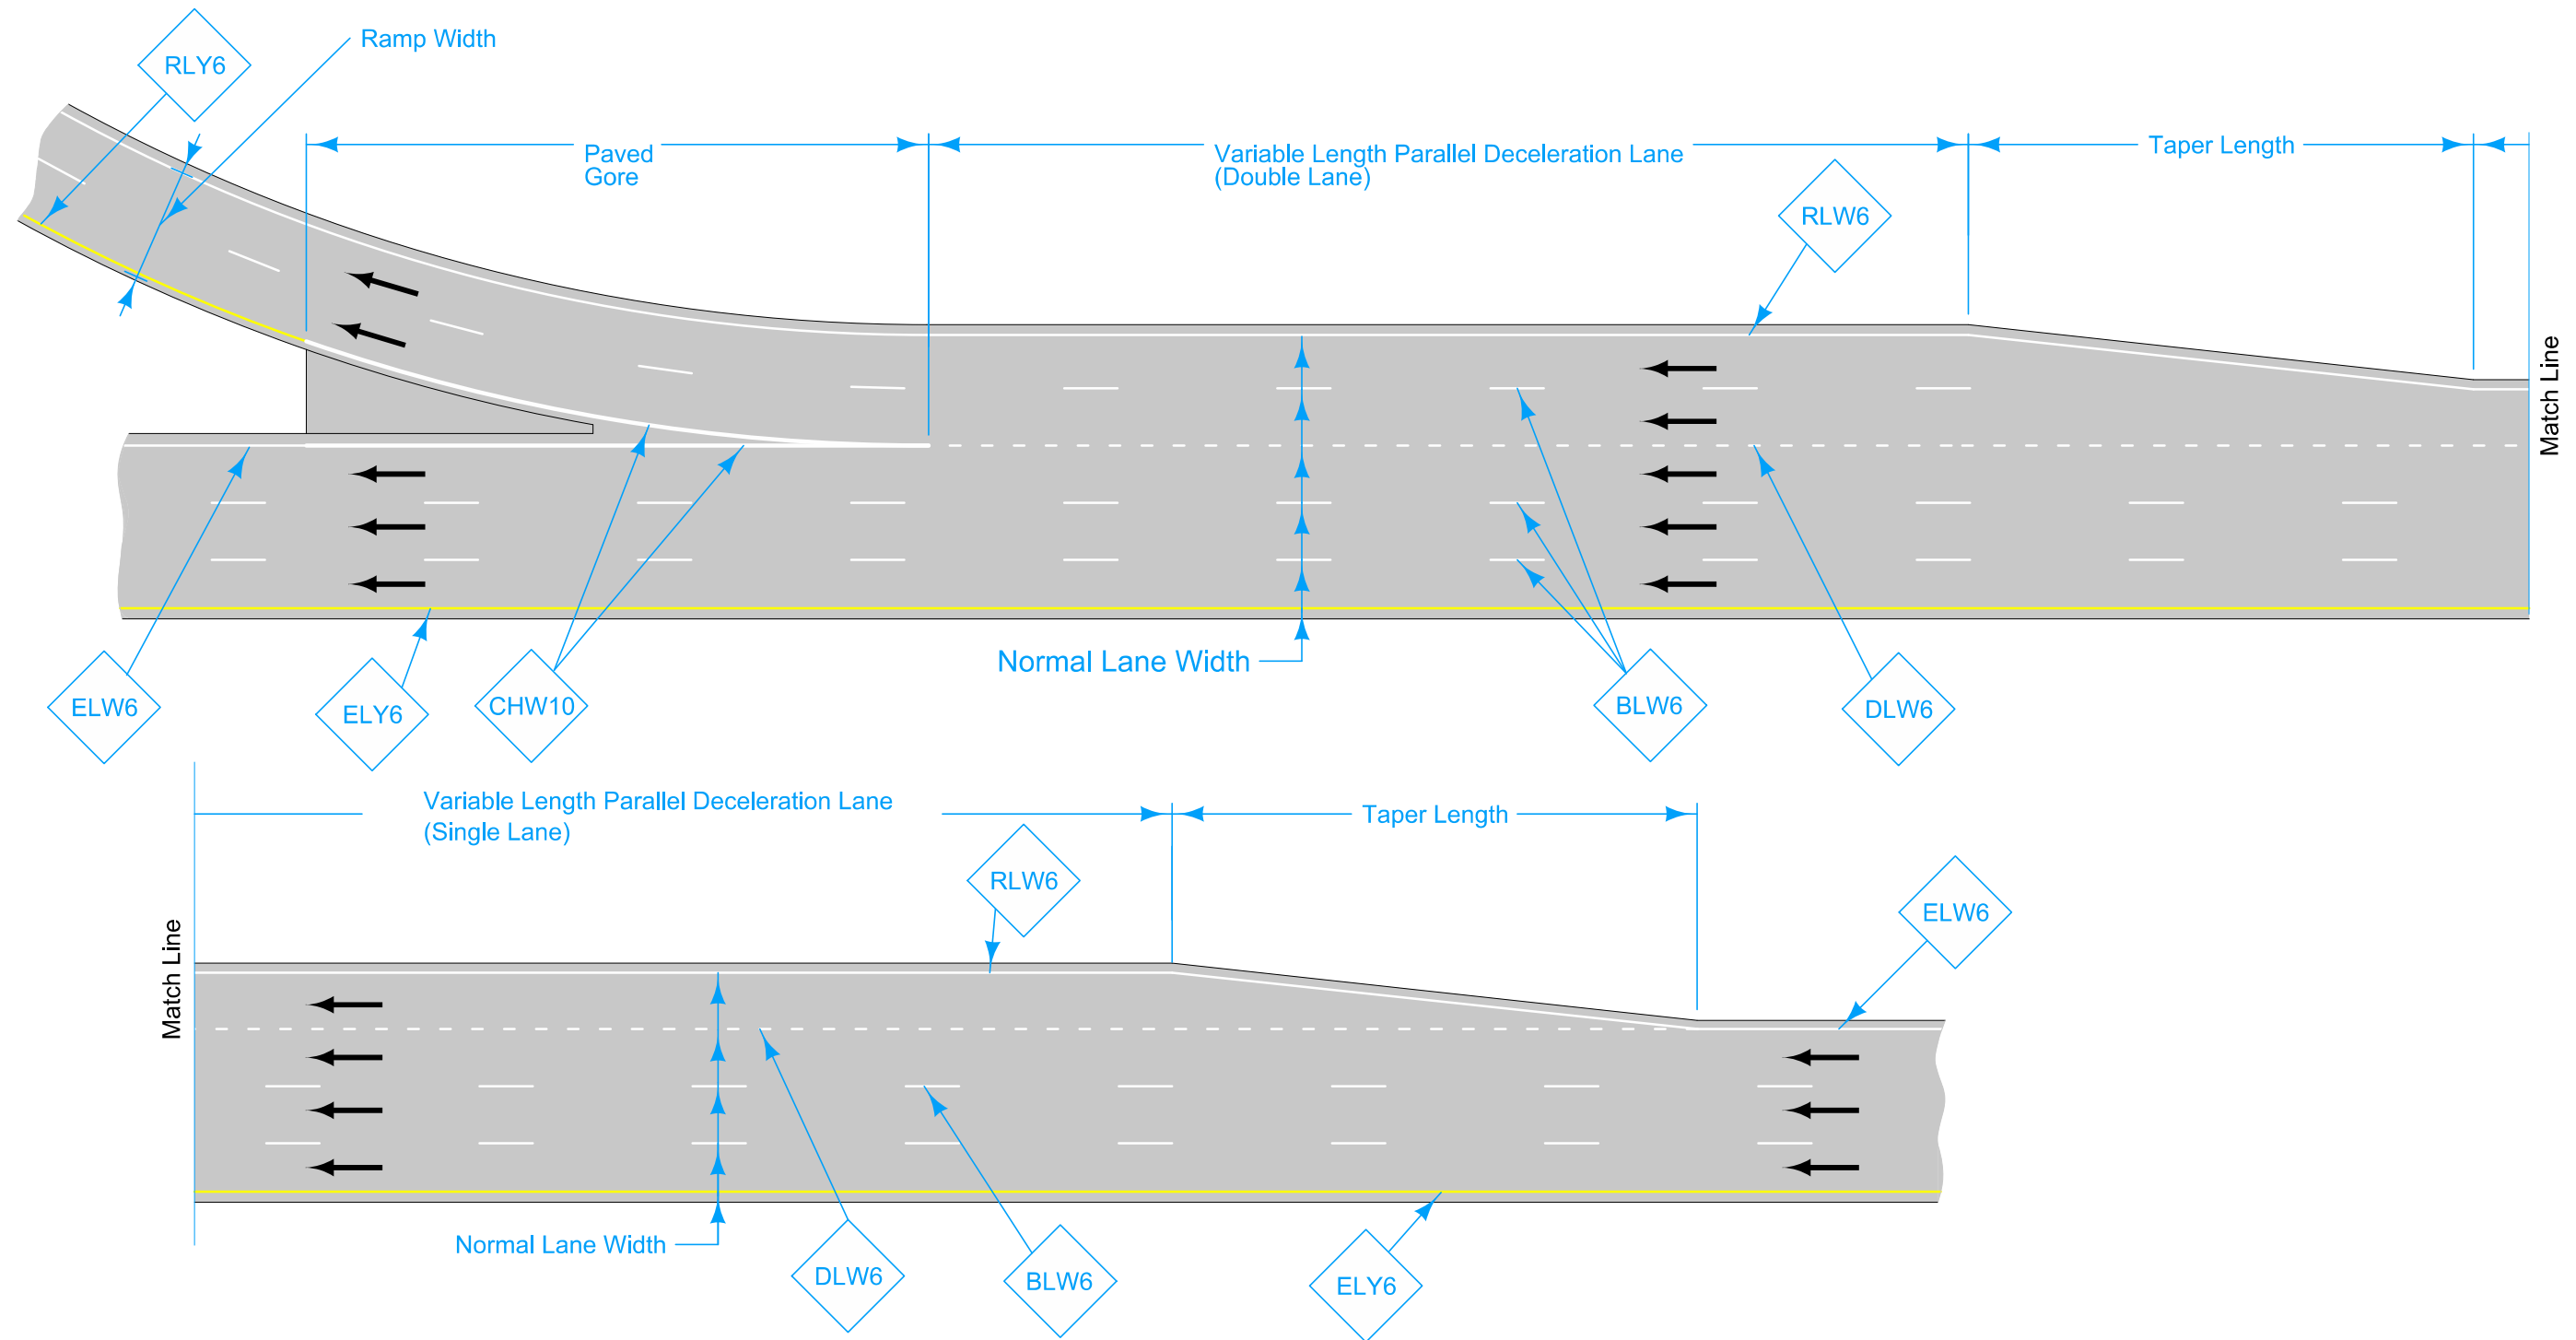 Ramp Width
RLY6
Paved
Gore
Variable Length Parallel Deceleration Lane
(Double Lane)
Taper Length
RLW6
Match Line
Normal Lane Width
ELW6
ELY6
CHW10
BLW6
DLW6
Variable Length Parallel Deceleration Lane
(Single Lane)
Taper Length
RLW6
ELW6
Match Line
Normal Lane Width
DLW6
BLW6
ELY6